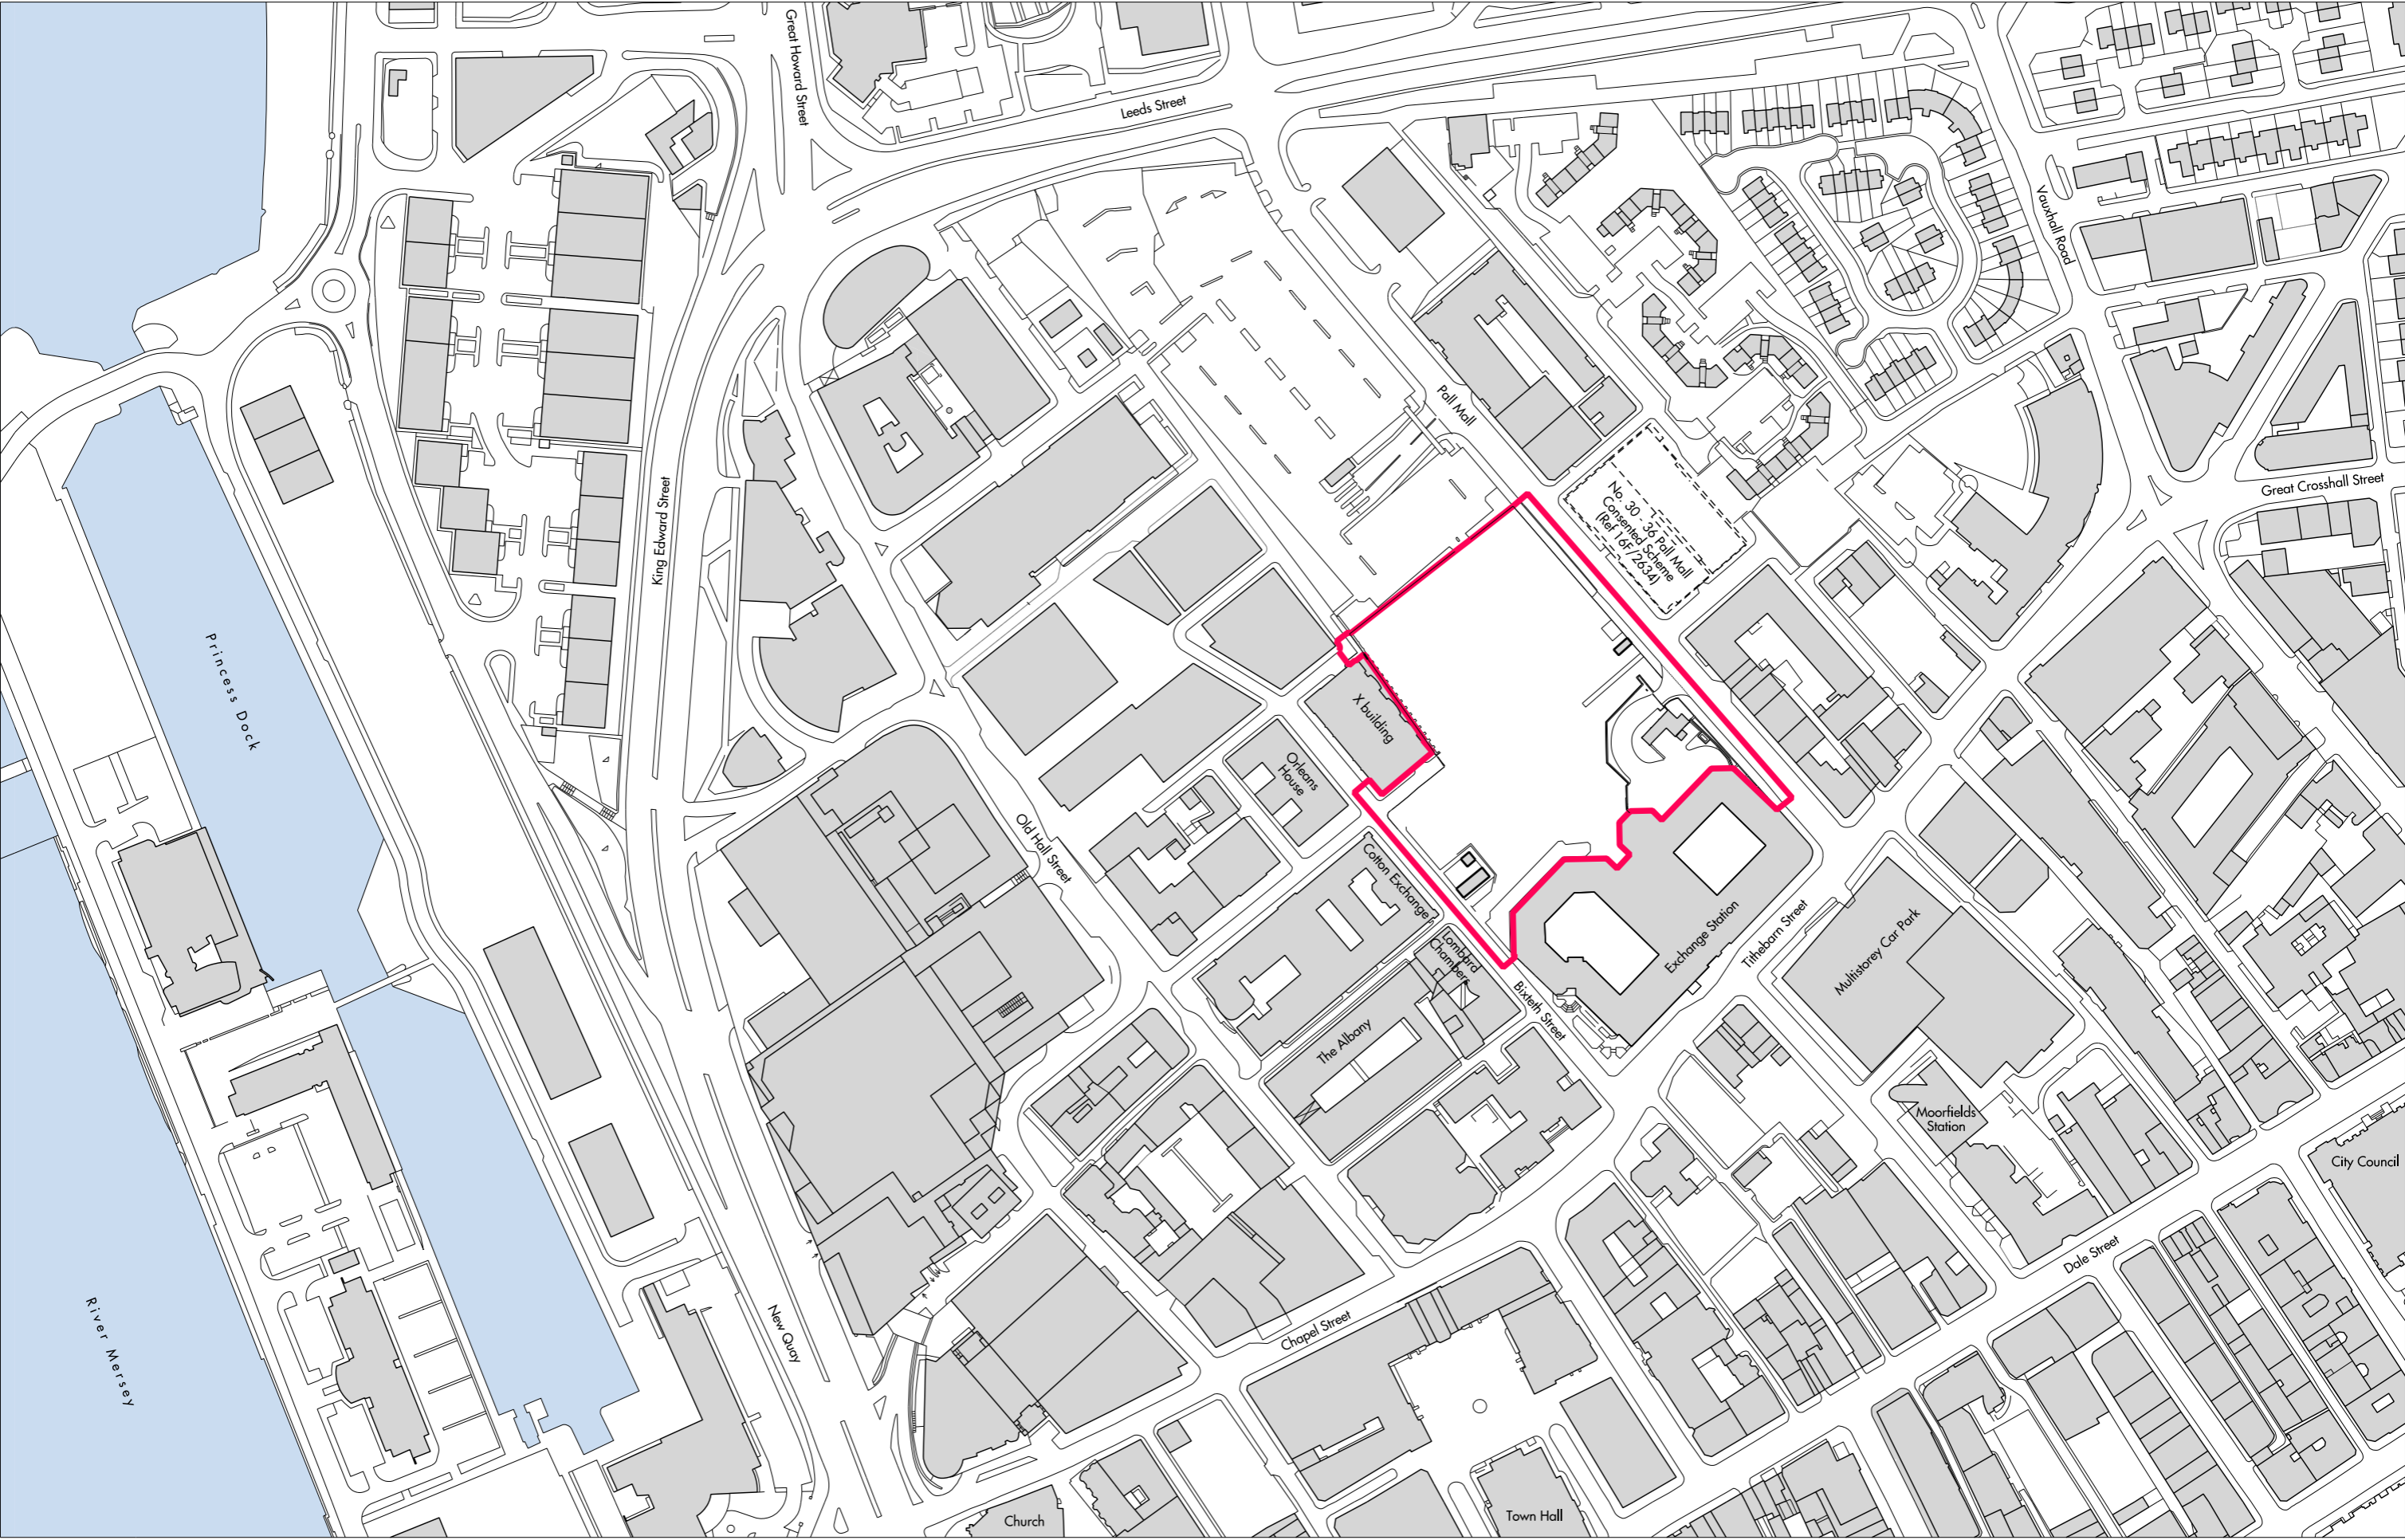 Great Howard Street
Leeds Street
Vauxhall Road
Pall Mall
King Edward Street
Great Crosshall Street
No. 30 - 36 Pall Mall
Consented Scheme
(Ref 16F/2634)
Princess Dock
X building
Orleans
House
Old Hall Street
Cotton Exchange
Lombard
Chambers
Exchange Station
Tithebarn Street
Multistorey Car Park
Bixteth Street
The Albany
Moorfields
Station
City Council
Dale Street
River Mersey
New Quay
Chapel Street
Church
Town Hall